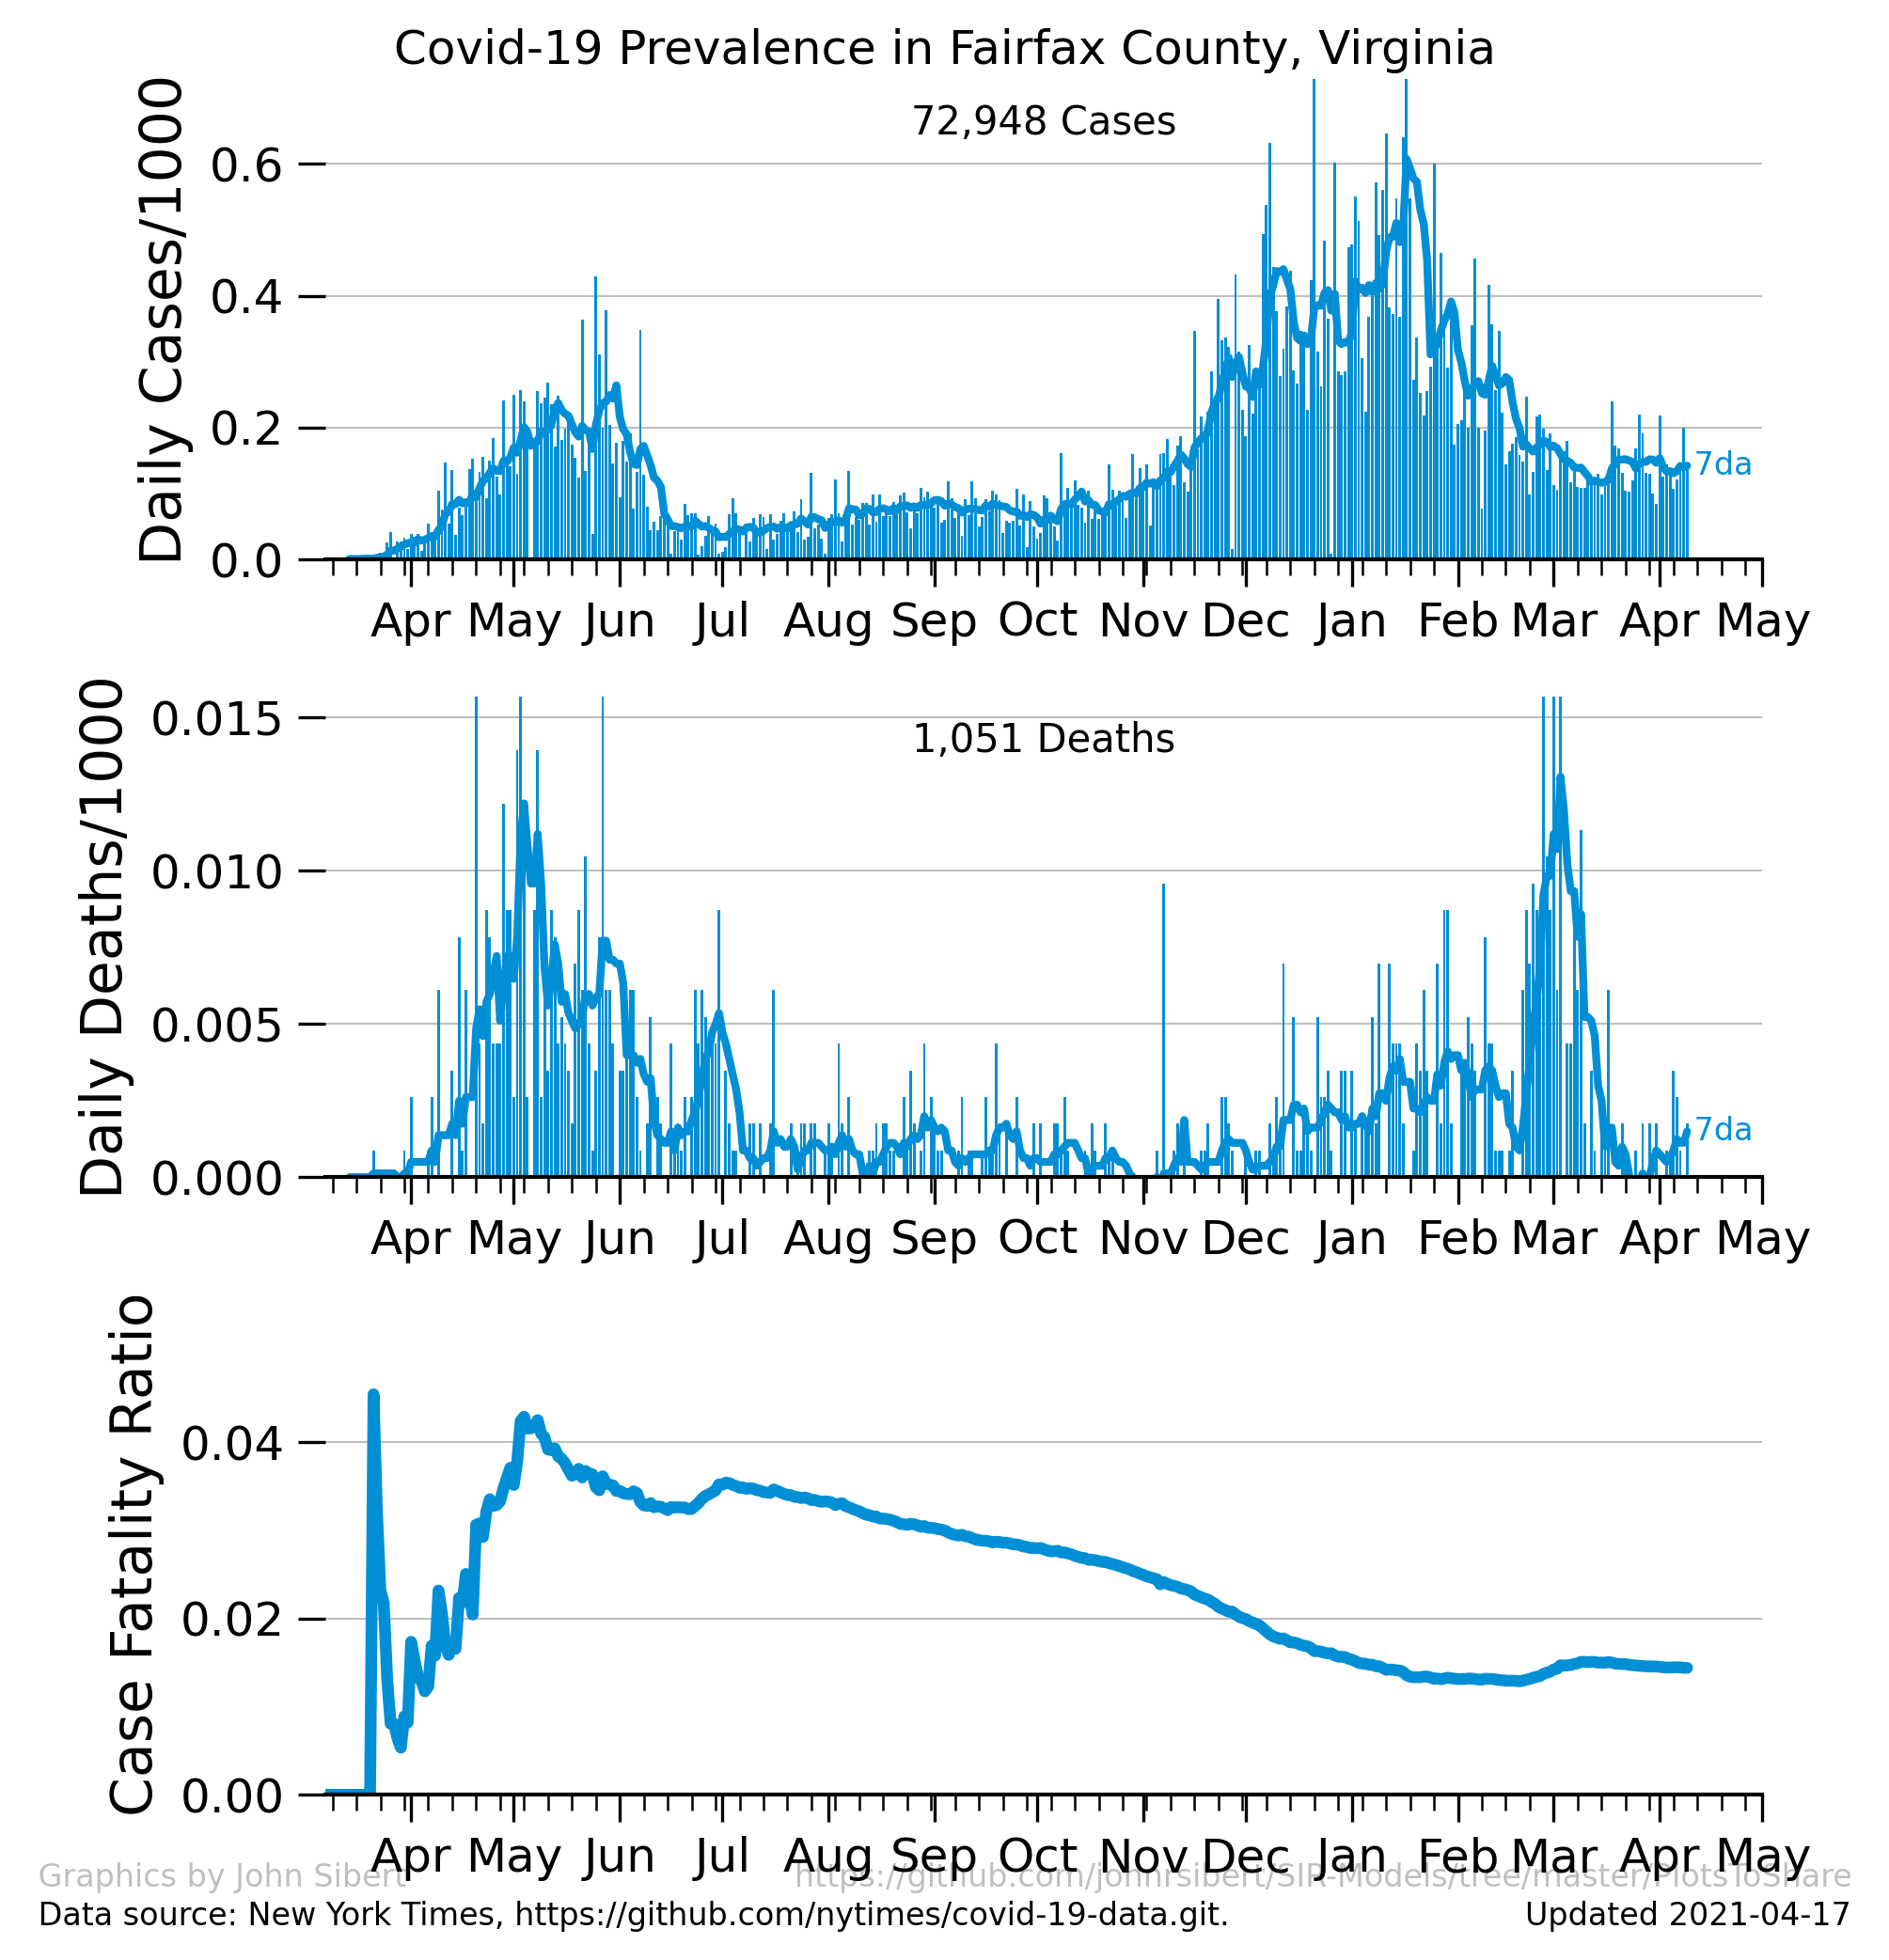 Covid-19 Prevalence in Fairfax County, Virginia
Daily Cases/1000
72,948 Cases
0.6
0.4
0.2
0.0
7da
Apr May Jun Jul Aug Sep Oct Nov Dec Jan Feb Mar Apr May
Daily Deaths/1000
1,051 Deaths
0.015
0.010
0.005
0.000
7da
Apr May Jun Jul Aug Sep Oct Nov Dec Jan Feb Mar Apr May
Case Fatality Ratio
0.04
0.02
0.00
Apr May Jun Jul Aug Sep Oct Nov Dec Jan Feb Mar Apr May
Graphics by John Sibert https://github.com/johnrsibert/SIR-Models/tree/master/PlotsToShare
Data source: New York Times, https://github.com/nytimes/covid-19-data.git. Updated 2021-04-17